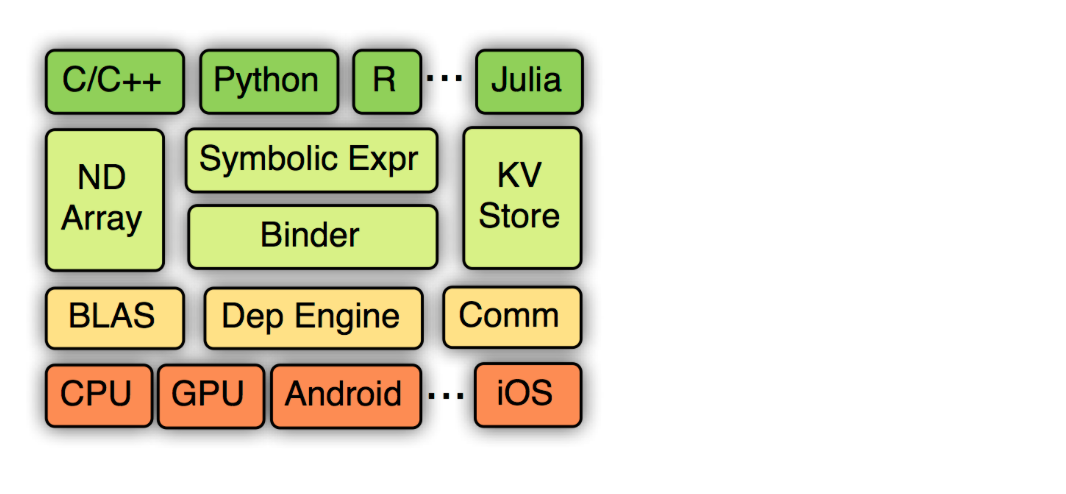 C/C++ Python R ... Julia
ND Array
Symbolic Expr
Binder
KV Store
BLAS Dep Engine Comm
CPU GPU Android ... iOS